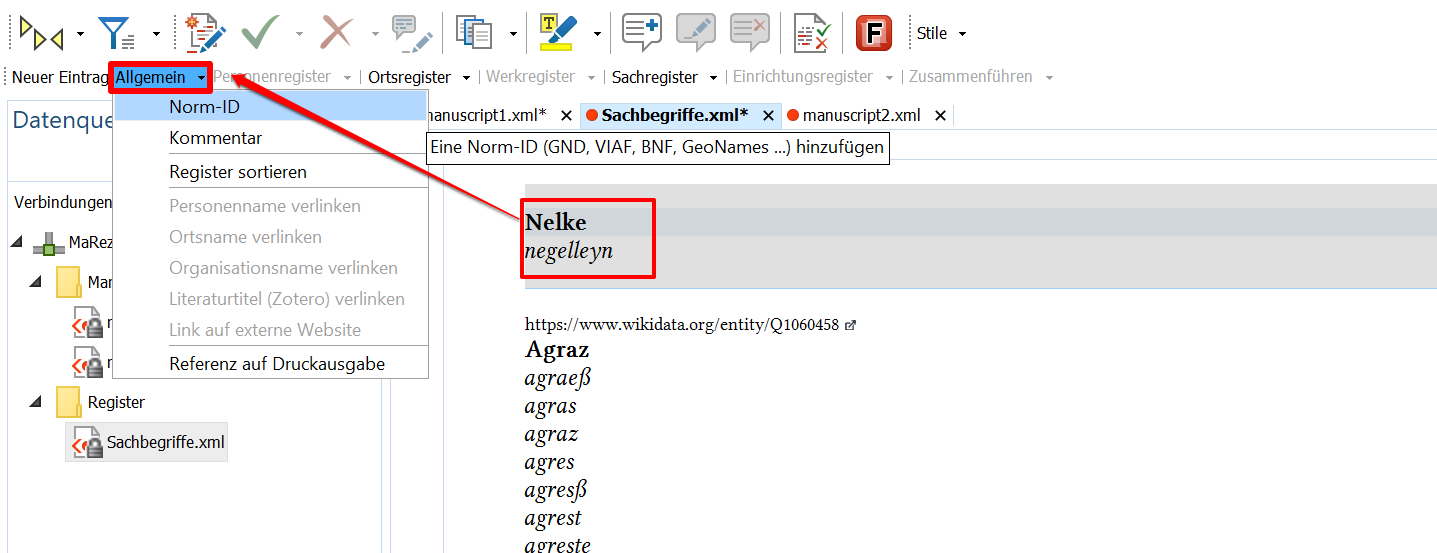 T
F
Stile
Neuer Eintrag
Allgemein
Personenregister
Ortsregister
Werkregister
Sachregister
Einrichtungsregister
Zusammenführen
Datenque
Norm-ID
Kommentar
Register sortieren
Personenname verlinken
Ortsname verlinken
Organisationsname verlinken
Literaturtitel (Zotero) verlinken
Link auf externe Website
Referenz auf Druckausgabe
manuscript1.xml*
Sachbegriffe.xml*
manuscript2.xml
Eine Norm-ID (GND, VIAF, BNF, GeoNames ...) hinzufügen
Verbindungen
MaRez
Man
Register
Sachbegriffe.xml
Nelke
negelleyn
https://www.wikidata.org/entity/Q1060458
Agraz
agraeß
agras
agraz
agres
agresß
agrest
agreste